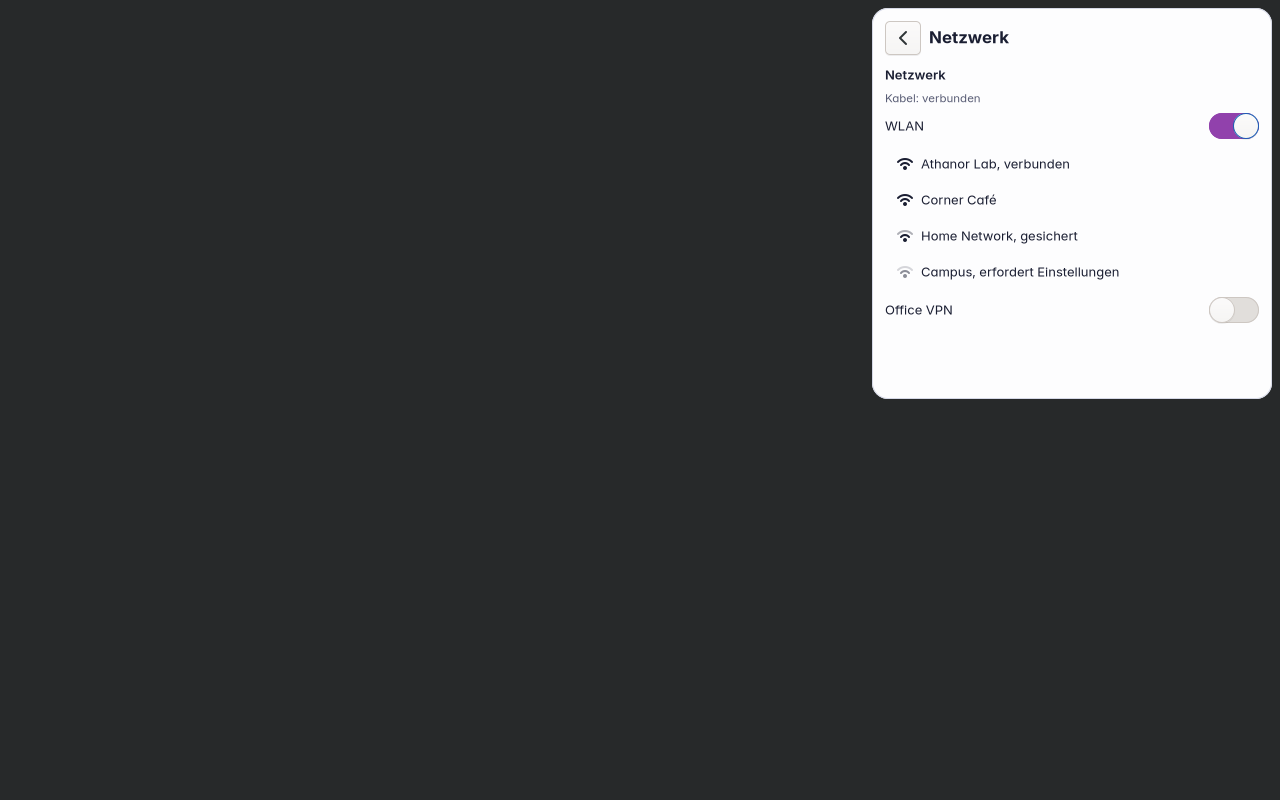 Netzwerk
Netzwerk
Kabel: verbunden
WLAN
Athanor Lab, verbunden
Corner Café
Home Network, gesichert
Campus, erfordert Einstellungen
Office VPN